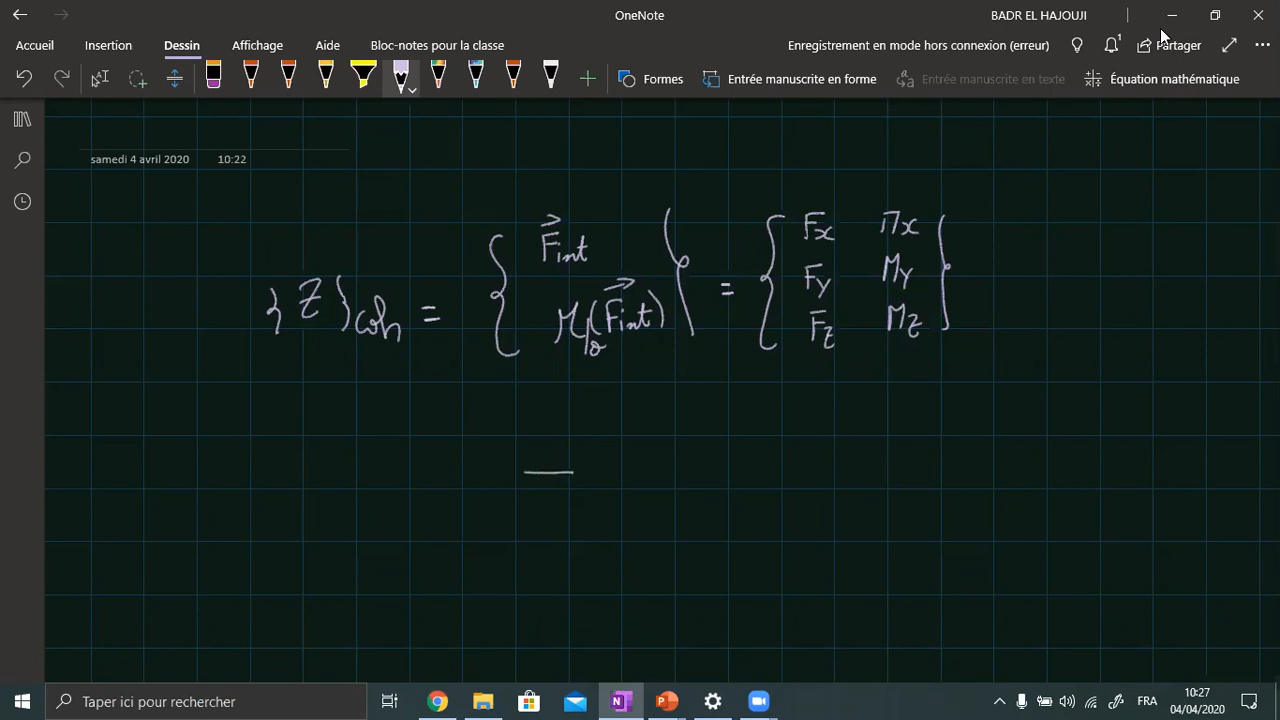 OneNote
BADR EL HAJOUJI
Accueil Insertion Dessin Affichage Aide Bloc-notes pour la classe Enregistrement en mode hors connexion (erreur) 1 Partager
Formes Entrée manuscrite en forme Entrée manuscrite en texte Équation mathématique
samedi 4 avril 2020 10:22
{Z}coh = { F⃗int M/o(F⃗int) } = { Fx Mx
Fy My
Fz Mz }
Taper ici pour rechercher
FRA
10:27
04/04/2020